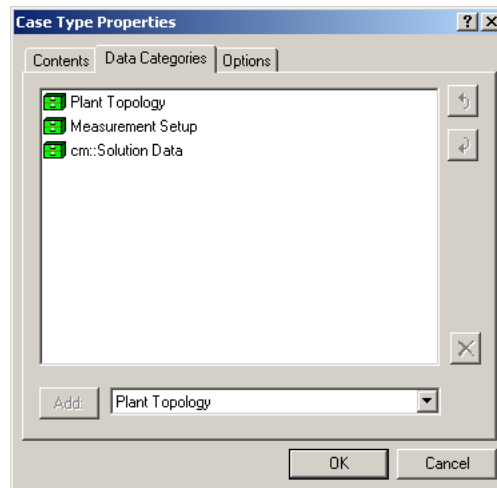 Case Type Properties
Contents Data Categories Options
Plant Topology
Measurement Setup
cm::Solution Data
Add: Plant Topology
OK Cancel